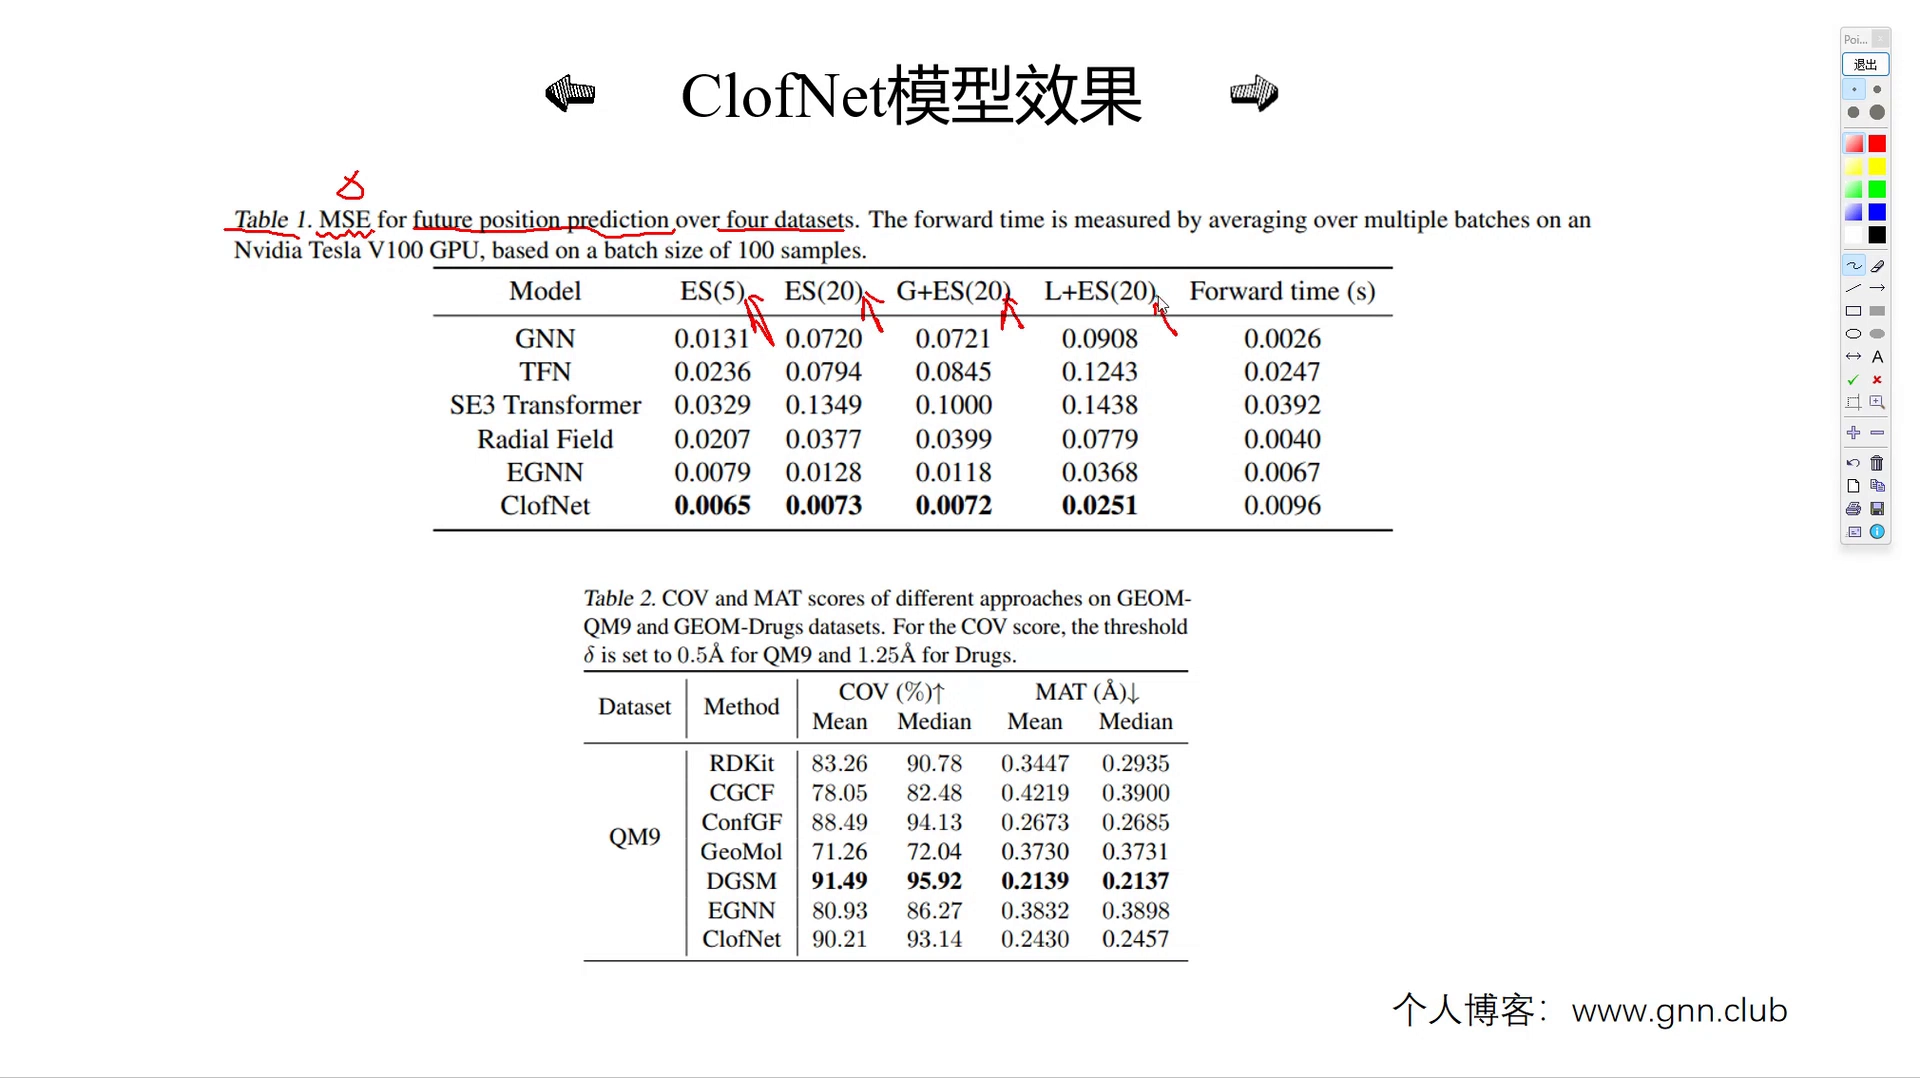 Poi...
退出
ClofNet模型效果
Table 1. MSE for future position prediction over four datasets. The forward time is measured by averaging over multiple batches on an
Nvidia Tesla V100 GPU, based on a batch size of 100 samples.
Model ES(5) ES(20) G+ES(20) L+ES(20) Forward time (s)
GNN 0.0131 0.0720 0.0721 0.0908 0.0026
TFN 0.0236 0.0794 0.0845 0.1243 0.0247
SE3 Transformer 0.0329 0.1349 0.1000 0.1438 0.0392
Radial Field 0.0207 0.0377 0.0399 0.0779 0.0040
EGNN 0.0079 0.0128 0.0118 0.0368 0.0067
ClofNet 0.0065 0.0073 0.0072 0.0251 0.0096
Table 2. COV and MAT scores of different approaches on GEOM-
QM9 and GEOM-Drugs datasets. For the COV score, the threshold
δ is set to 0.5Å for QM9 and 1.25Å for Drugs.
Dataset Method COV (%)↑ MAT (Å)↓
Mean Median Mean Median
RDKit 83.26 90.78 0.3447 0.2935
CGCF 78.05 82.48 0.4219 0.3900
ConfGF 88.49 94.13 0.2673 0.2685
QM9
GeoMol 71.26 72.04 0.3730 0.3731
DGSM 91.49 95.92 0.2139 0.2137
EGNN 80.93 86.27 0.3832 0.3898
ClofNet 90.21 93.14 0.2430 0.2457
个人博客：www.gnn.club